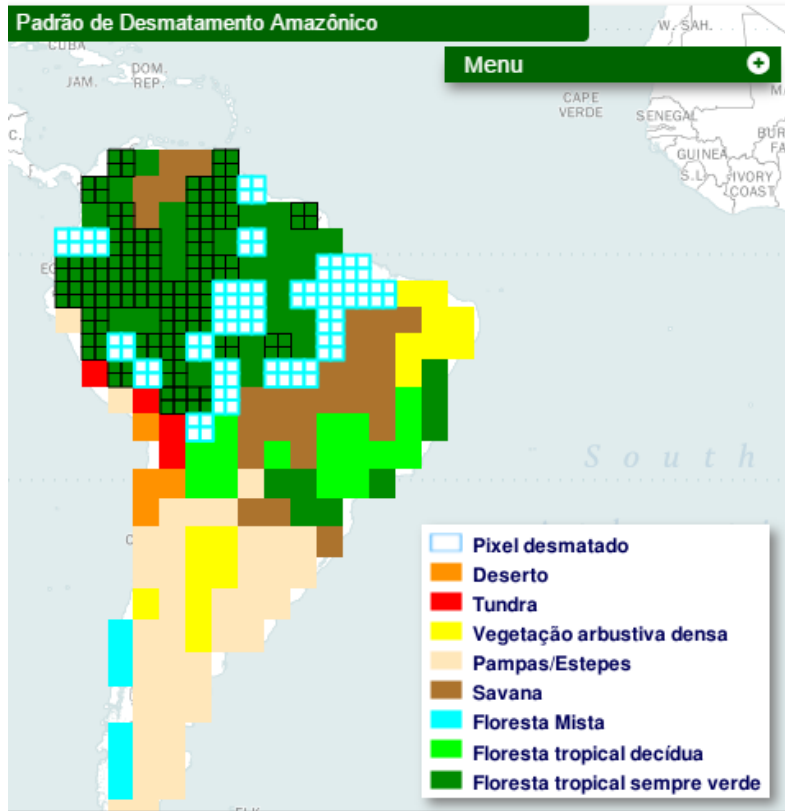 Padrão de Desmatamento Amazônico
Menu
CUBA
DOM.
REP.
JAM.
W. SAH.
CAPE
VERDE
SENEGAL
GUINEA
S.L.
IVORY
COAST
South
Pixel desmatado
Deserto
Tundra
Vegetação arbustiva densa
Pampas/Estepes
Savana
Floresta Mista
Floresta tropical decídua
Floresta tropical sempre verde